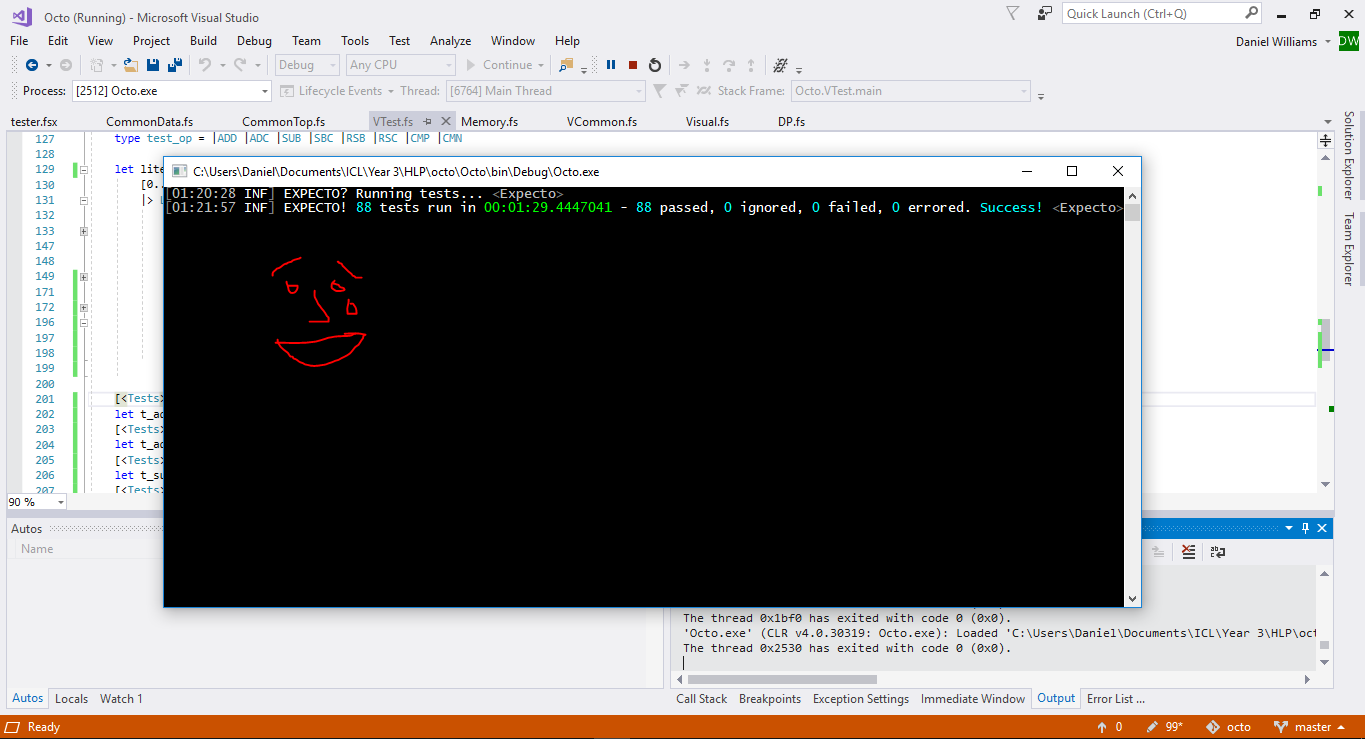 Octo (Running) - Microsoft Visual Studio
Quick Launch (Ctrl+Q)
File Edit View Project Build Debug Team Tools Test Analyze Window Help
Daniel Williams DW
Debug Any CPU Continue
Process: [2512] Octo.exe Lifecycle Events Thread: [6764] Main Thread Stack Frame: Octo.VTest.main
tester.fsx CommonData.fs CommonTop.fs VTest.fs Memory.fs VCommon.fs Visual.fs DP.fs
Solution Explorer
Team Explorer
127 type test_op = |ADD |ADC |SUB |SBC |RSB |RSC |CMP |CMN
128
129 let lite
130 [0..
131 |>
132
133
147
148
149
171
172
196
197
198
199
200
201 [<Tests>
202 let t_ad
203 [<Tests>
204 let t_ad
205 [<Tests>
206 let t_su
207 [<Tests>
C:\Users\Daniel\Documents\ICL\Year 3\HLP\octo\Octo\bin\Debug\Octo.exe
[01:20:28 INF] EXPECTO? Running tests... <Expecto>
[01:21:57 INF] EXPECTO! 88 tests run in 00:01:29.4447041 - 88 passed, 0 ignored, 0 failed, 0 errored. Success! <Expecto>
90 %
Autos
Name
The thread 0x1bf0 has exited with code 0 (0x0).
'Octo.exe' (CLR v4.0.30319: Octo.exe): Loaded 'C:\Users\Daniel\Documents\ICL\Year 3\HLP\oct
The thread 0x2530 has exited with code 0 (0x0).
Autos Locals Watch 1
Call Stack Breakpoints Exception Settings Immediate Window Output Error List ...
Ready
0 99* octo master